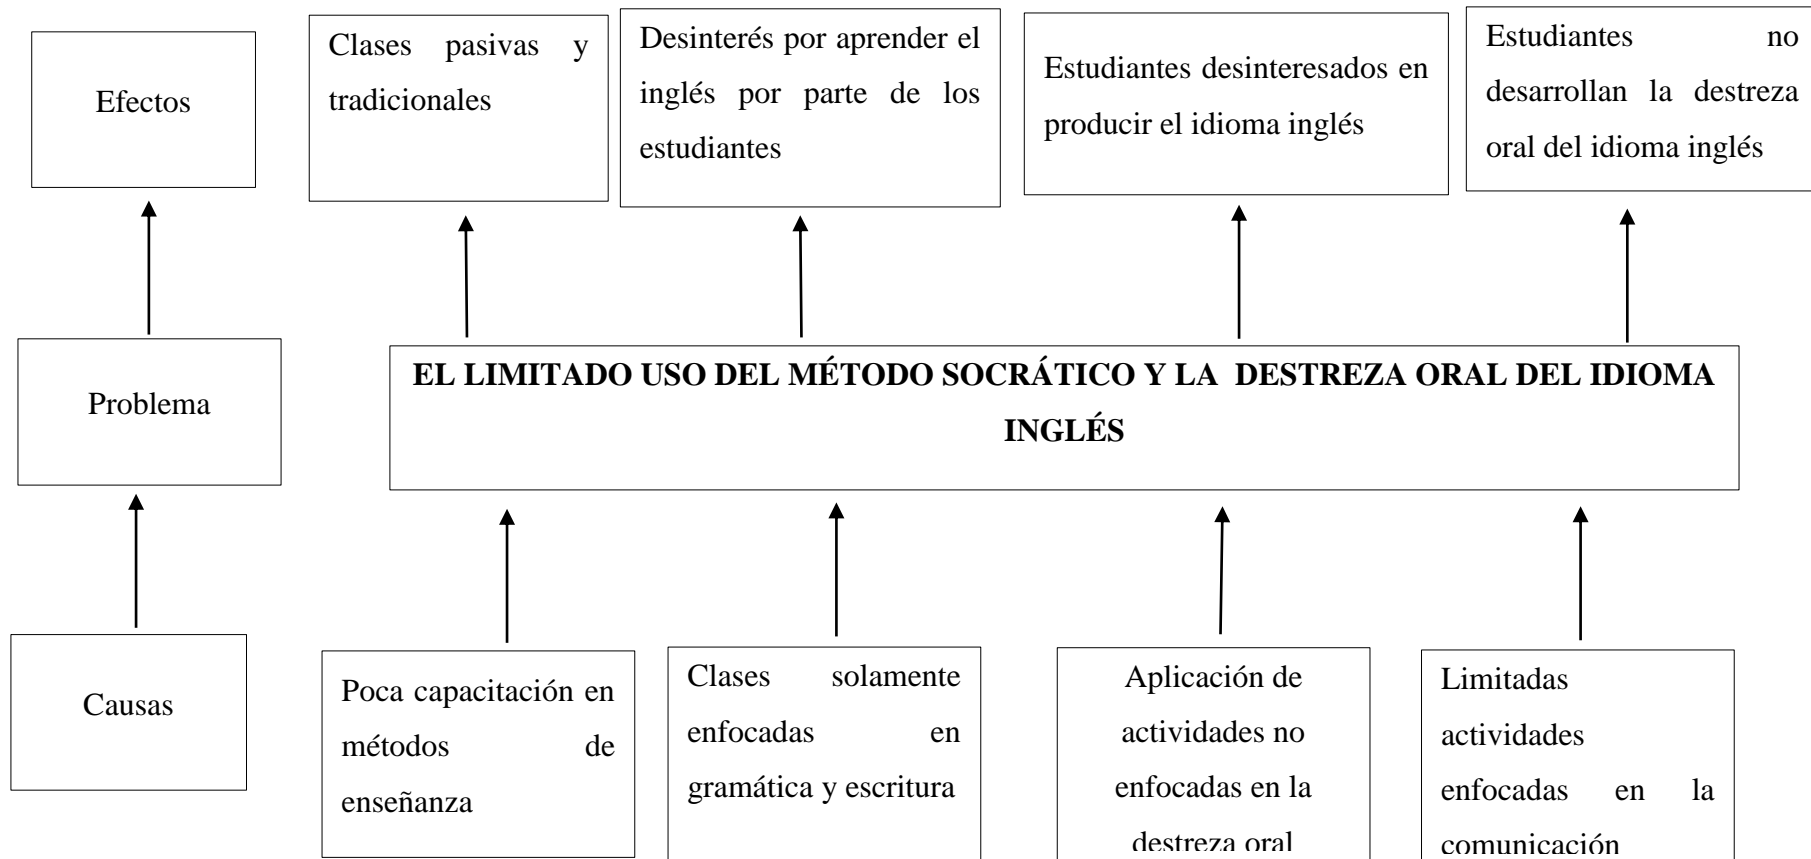 Efectos
Clases pasivas y
tradicionales
Desinterés por aprender el
inglés por parte de los
estudiantes
Estudiantes desinteresados en
producir el idioma inglés
Estudiantes no
desarrollan la destreza
oral del idioma inglés
Problema
EL LIMITADO USO DEL MÉTODO SOCRÁTICO Y LA DESTREZA ORAL DEL IDIOMA
INGLÉS
Causas
Poca capacitación en
métodos de
enseñanza
Clases solamente
enfocadas en
gramática y escritura
Aplicación de
actividades no
enfocadas en la
destreza oral
Limitadas
actividades
enfocadas en la
comunicación